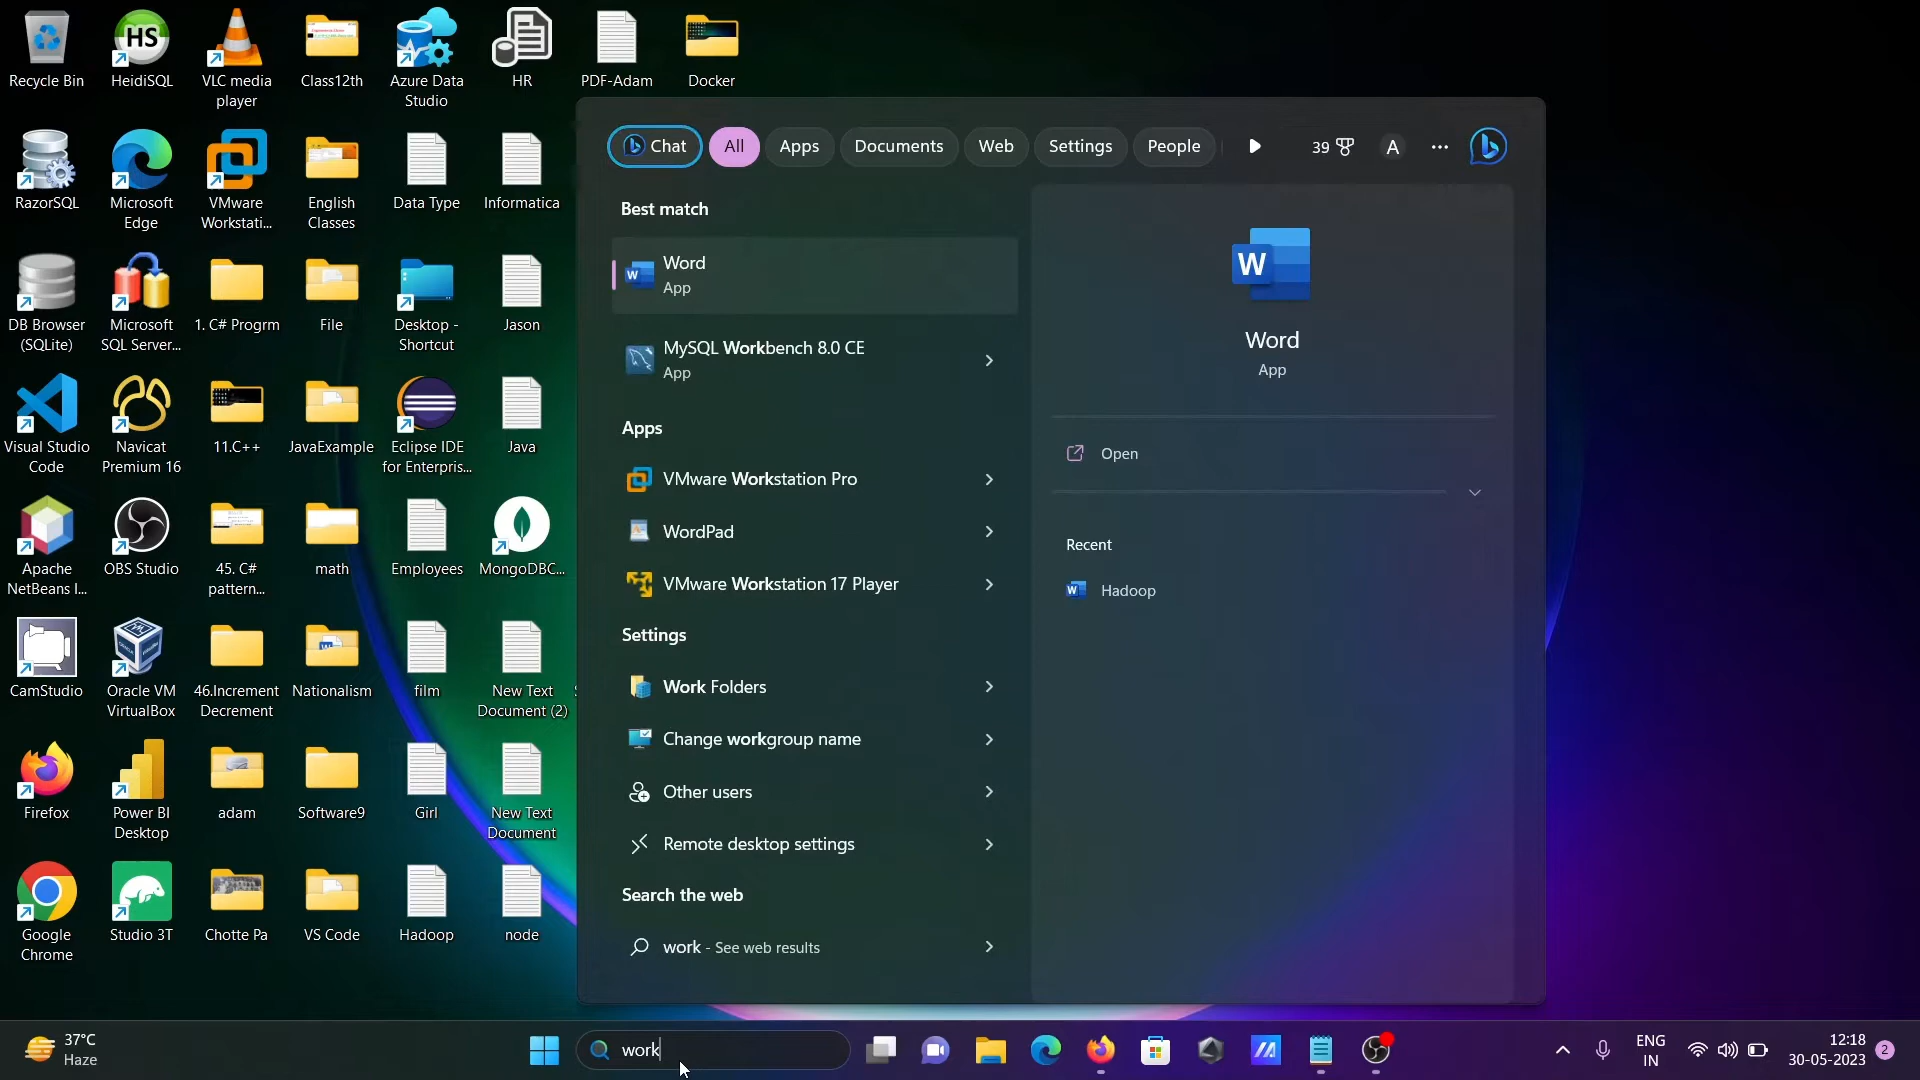 Recycle Bin
HeidiSQL
VLC media
player
Class12th
Azure Data
Studio
HR
PDF-Adam
Docker
RazorSQL
Microsoft
Edge
VMware
Workstati...
English
Classes
Data Type
Informatica
DB Browser
(SQLite)
Microsoft
SQL Server...
1. C# Progrm
File
Desktop -
Shortcut
Jason
Visual Studio
Code
Navicat
Premium 16
11.C++
JavaExample
Eclipse IDE
for Enterpris...
Java
Apache
NetBeans I...
OBS Studio
45. C#
pattern...
math
Employees
MongoDBC...
CamStudio
Oracle VM
VirtualBox
46.Increment
Decrement
Nationalism
film
New Text
Document (2)
Firefox
Power BI
Desktop
adam
Software9
Girl
New Text
Document
Google
Chrome
Studio 3T
Chotte Pa
VS Code
Hadoop
node
Chat
All
Apps
Documents
Web
Settings
People
39
A
Best match
Word
App
MySQL Workbench 8.0 CE
App
Apps
VMware Workstation Pro
WordPad
VMware Workstation 17 Player
Settings
Work Folders
Change workgroup name
Other users
Remote desktop settings
Search the web
work - See web results
W
Word
App
Open
Recent
Hadoop
37°C
Haze
work
ENG
IN
12:18
30-05-2023
2